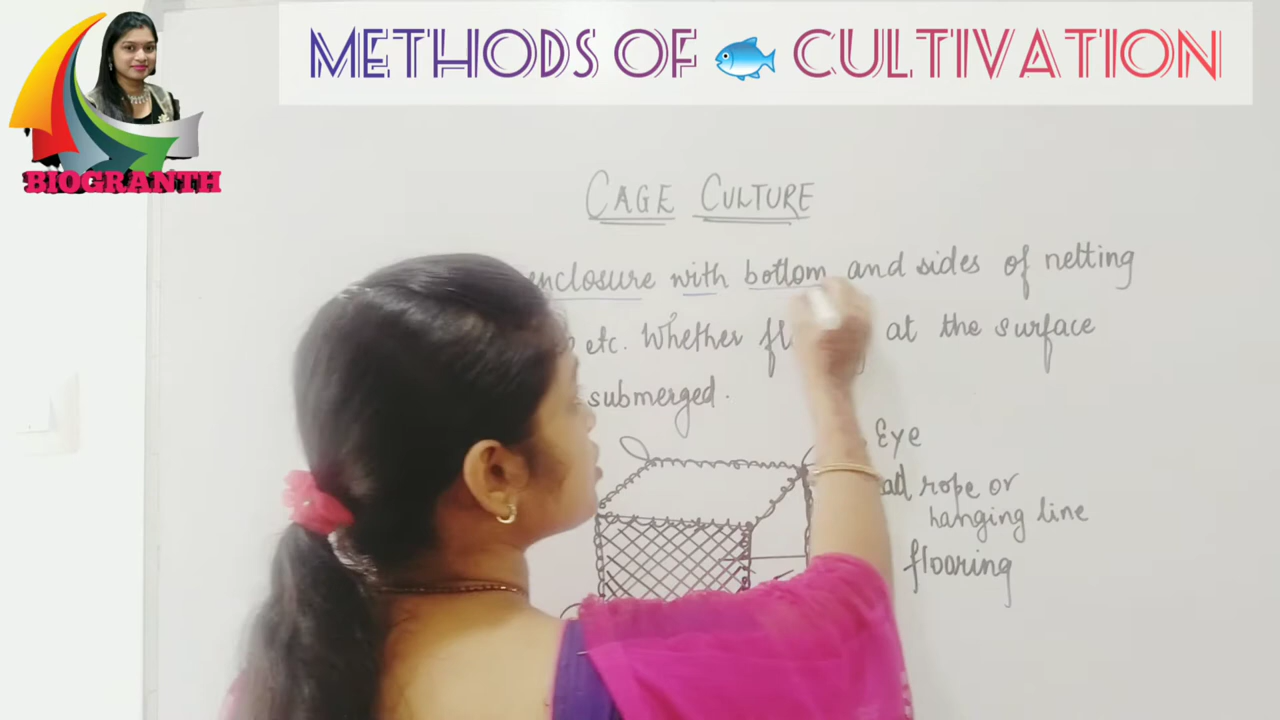 METHODS OF 🐟 CULTIVATION
BIOGRANTH
CAGE CULTURE
enclosure with bottom and sides of netting
etc. Whether at the surface
submerged.
Eye
rope or
hanging line
flooring